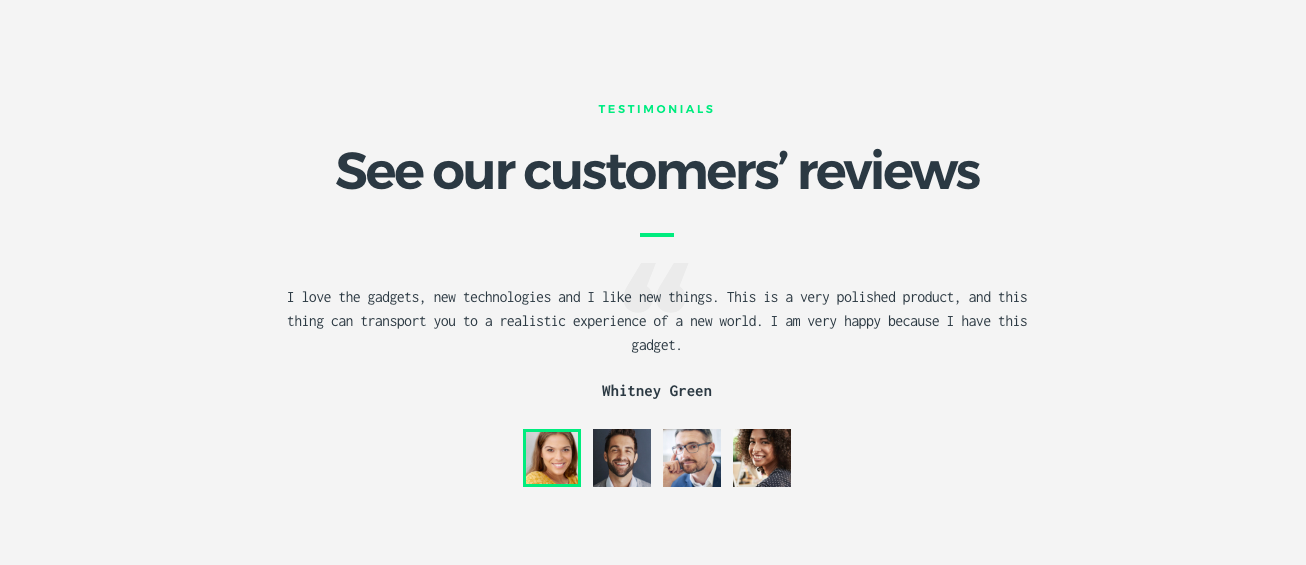 TESTIMONIALS
See our customers’ reviews
“
I love the gadgets, new technologies and I like new things. This is a very polished product, and this
thing can transport you to a realistic experience of a new world. I am very happy because I have this
gadget.
Whitney Green